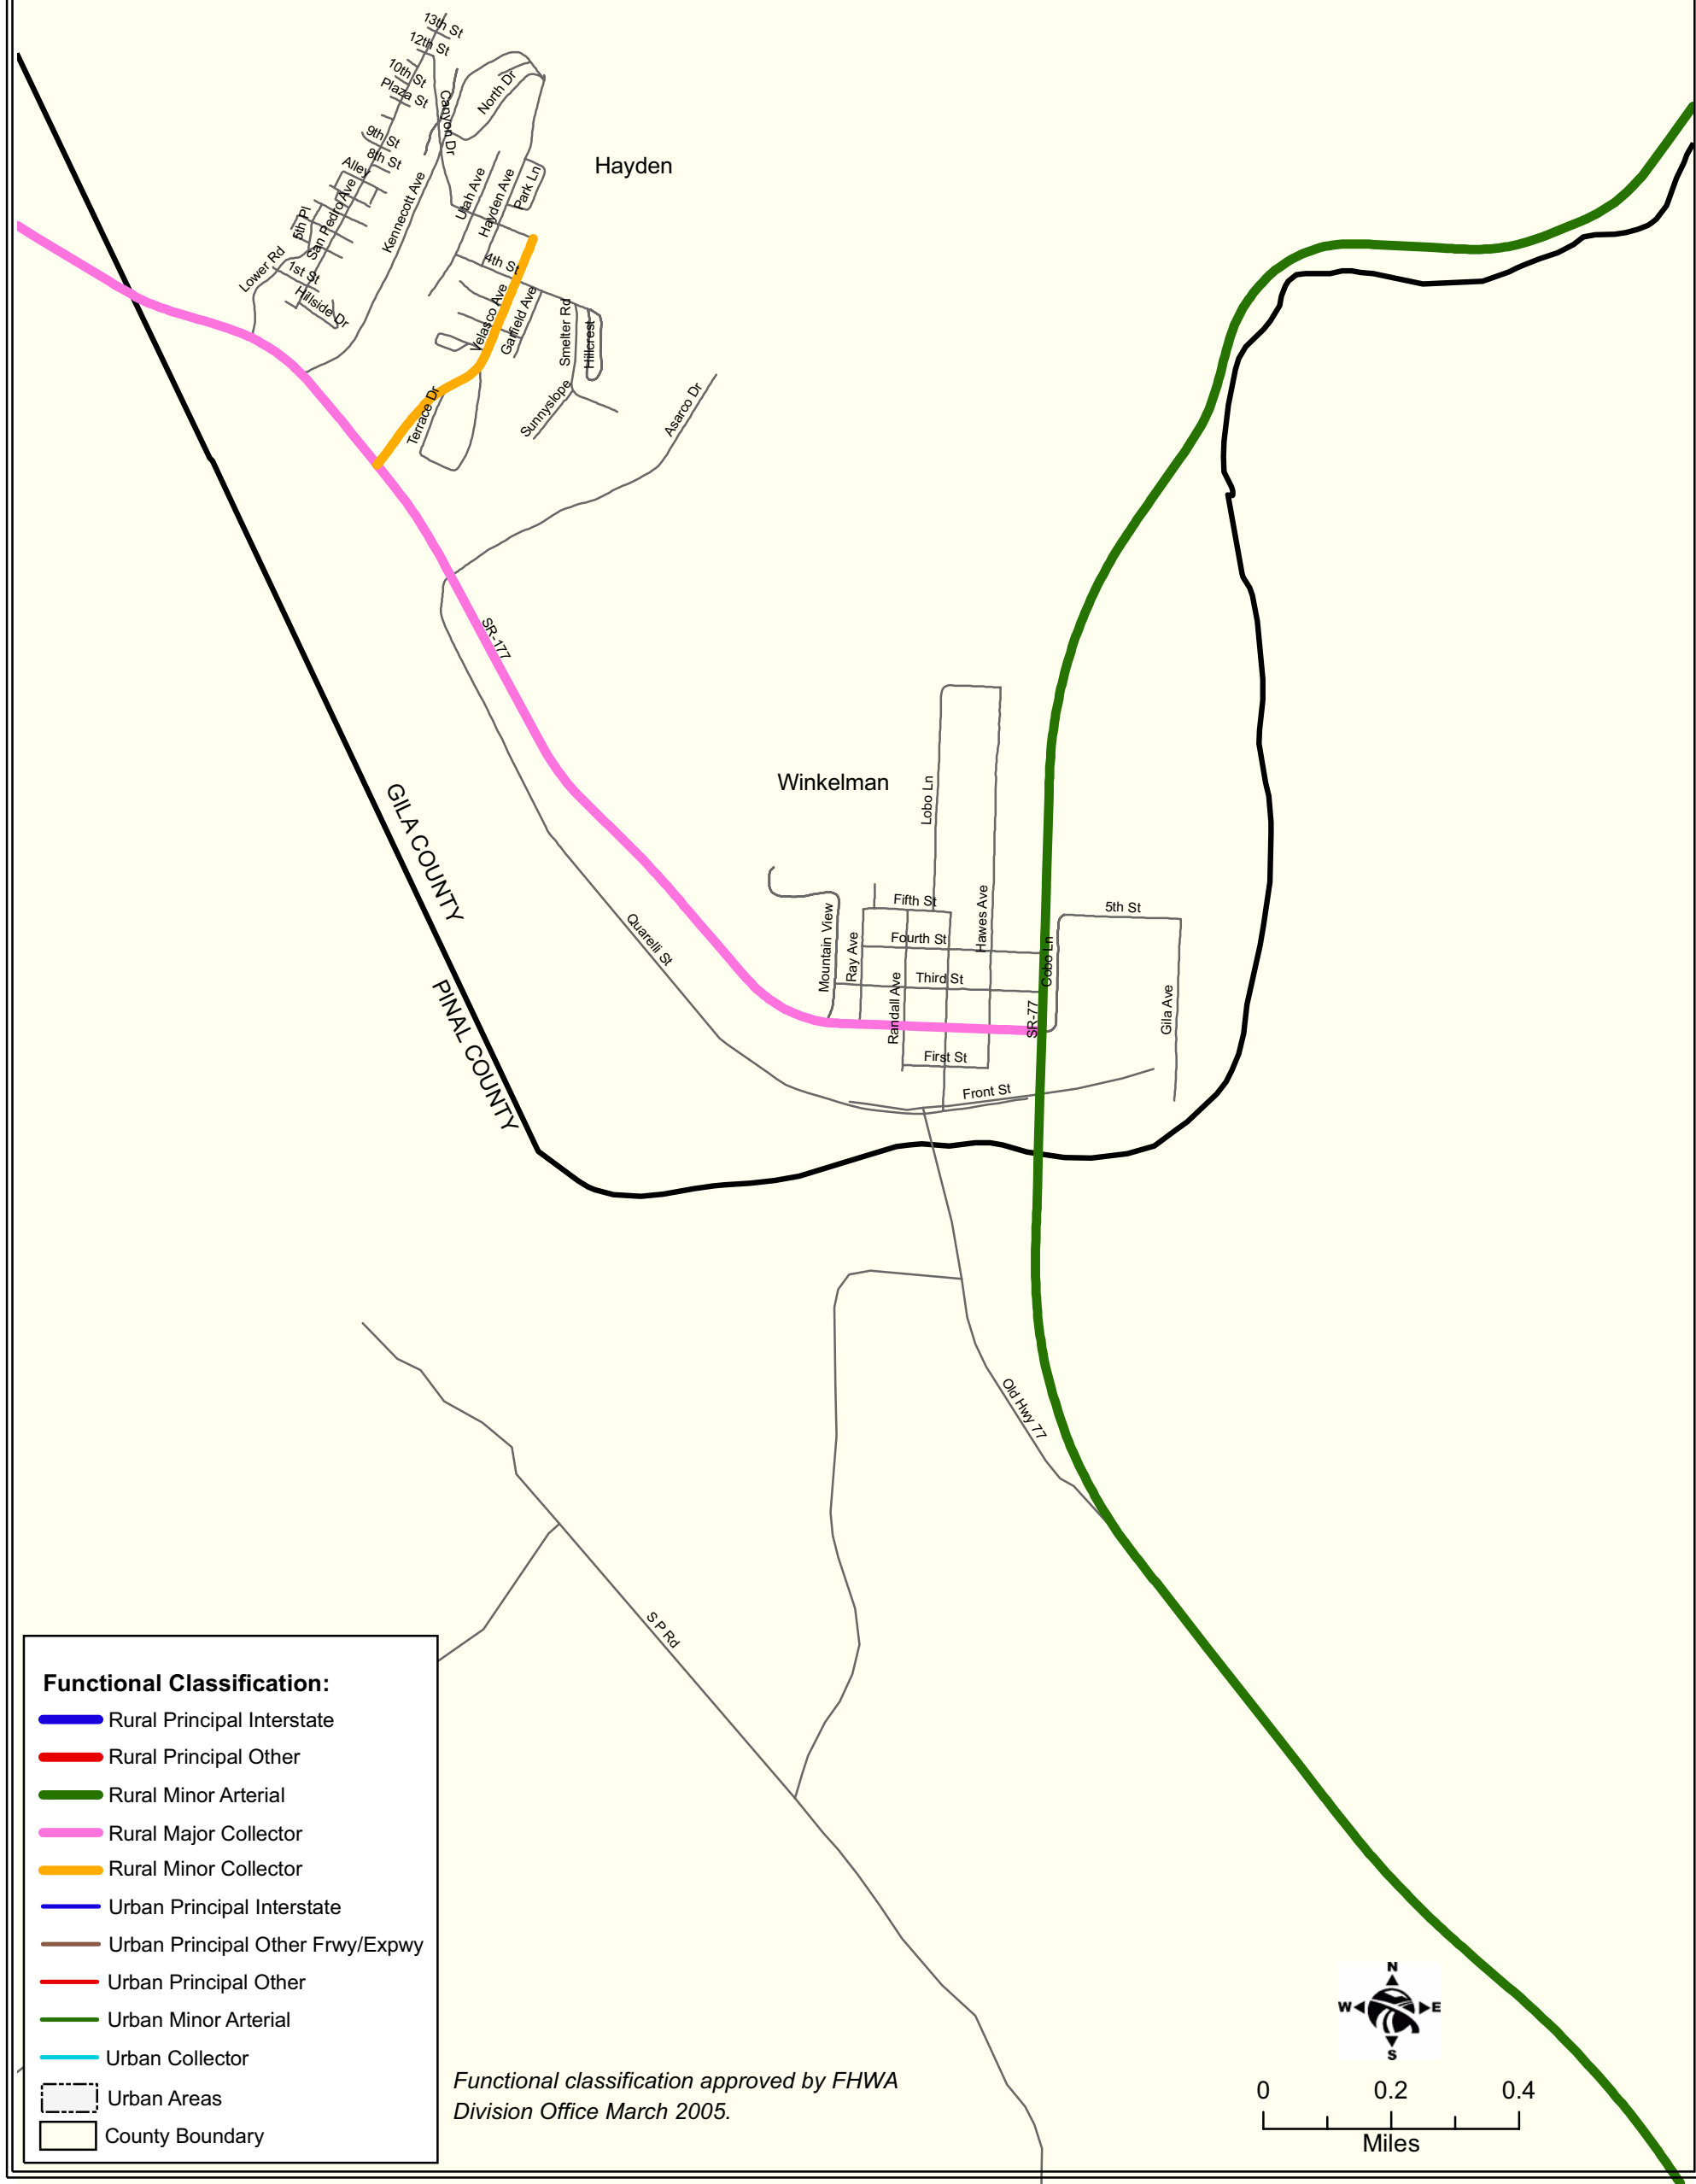 13th St
12th St
10th St
Plaza St
North Dr
Canyon Dr
9th St
8th St
Alley
Hayden
Utah Ave
Hayden Ave
Park Ln
Kennecott Ave
San Pedro Ave
5th Pl
Lower Rd
1st St
Hillside Dr
4th St
Velasco Ave
Garfield Ave
Smelter Rd
Hillcrest
Terrace Dr
Sunnyslope
Asarco Dr
SR-177
Winkelman
Lobo Ln
GILA COUNTY
PINAL COUNTY
Quarelli St
Mountain View
Ray Ave
Fifth St
Fourth St
Third St
Randall Ave
Hawes Ave
Cobo Ln
5th St
SR-77
Gila Ave
First St
Front St
Old Hwy 77
S P Rd
Functional Classification:
Rural Principal Interstate
Rural Principal Other
Rural Minor Arterial
Rural Major Collector
Rural Minor Collector
Urban Principal Interstate
Urban Principal Other Frwy/Expwy
Urban Principal Other
Urban Minor Arterial
Urban Collector
Urban Areas
County Boundary
Functional classification approved by FHWA
Division Office March 2005.
N
W E
S
0 0.2 0.4
Miles